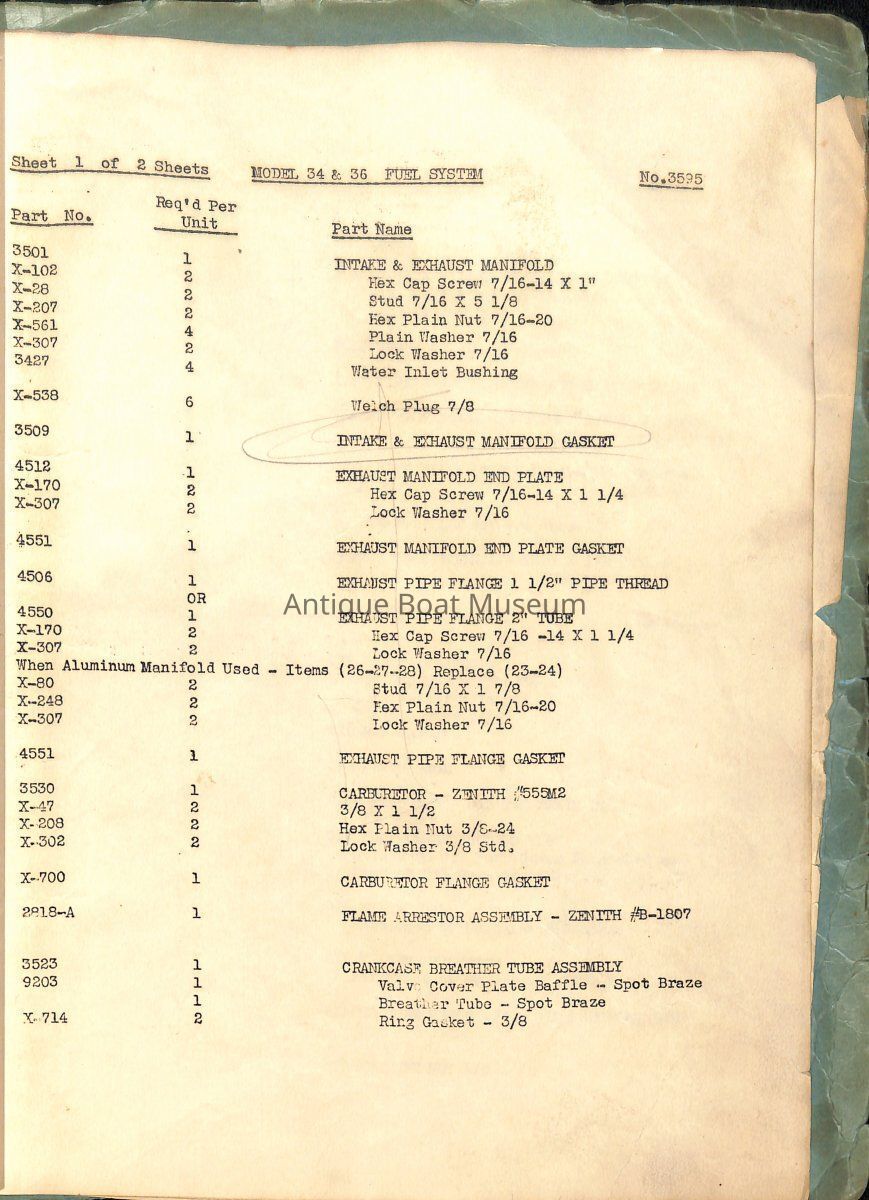 Sheet 1 of 2 Sheets MODEL 34 & 36 FUEL SYSTEM No.3595
Part No. Req'd Per Unit Part Name
3501 1 INTAKE & EXHAUST MANIFOLD
X-102 2 Hex Cap Screw 7/16-14 X 1"
X-28 2 Stud 7/16 X 5 1/8
X-207 2 Hex Plain Nut 7/16-20
X-561 4 Plain Washer 7/16
X-307 2 Lock Washer 7/16
3427 4 Water Inlet Bushing
X-538 6 Welch Plug 7/8
3509 1 INTAKE & EXHAUST MANIFOLD GASKET
4512 1 EXHAUST MANIFOLD END PLATE
X-170 2 Hex Cap Screw 7/16-14 X 1 1/4
X-307 2 Lock Washer 7/16
4551 1 EXHAUST MANIFOLD END PLATE GASKET
4506 1 EXHAUST PIPE FLANGE 1 1/2" PIPE THREAD
OR
Antique Boat Museum
4550 1 EXHAUST PIPE FLANGE 2" TUBE
X-170 2 Hex Cap Screw 7/16 -14 X 1 1/4
X-307 2 Lock Washer 7/16
When Aluminum Manifold Used - Items (26-27-28) Replace (23-24)
X-80 2 Stud 7/16 X 1 7/8
X-248 2 Hex Plain Nut 7/16-20
X-307 2 Lock Washer 7/16
4551 1 EXHAUST PIPE FLANGE GASKET
3530 1 CARBURETOR - ZENITH #555M2
X-47 2 3/8 X 1 1/2
X-208 2 Hex Plain Nut 3/8-24
X-302 2 Lock Washer 3/8 Std.
X-700 1 CARBURETOR FLANGE GASKET
2818-A 1 FLAME ARRESTOR ASSEMBLY - ZENITH #B-1807
3523 1 CRANKCASE BREATHER TUBE ASSEMBLY
9203 1 Valve Cover Plate Baffle - Spot Braze
1 Breather Tube - Spot Braze
X-714 2 Ring Gasket - 3/8